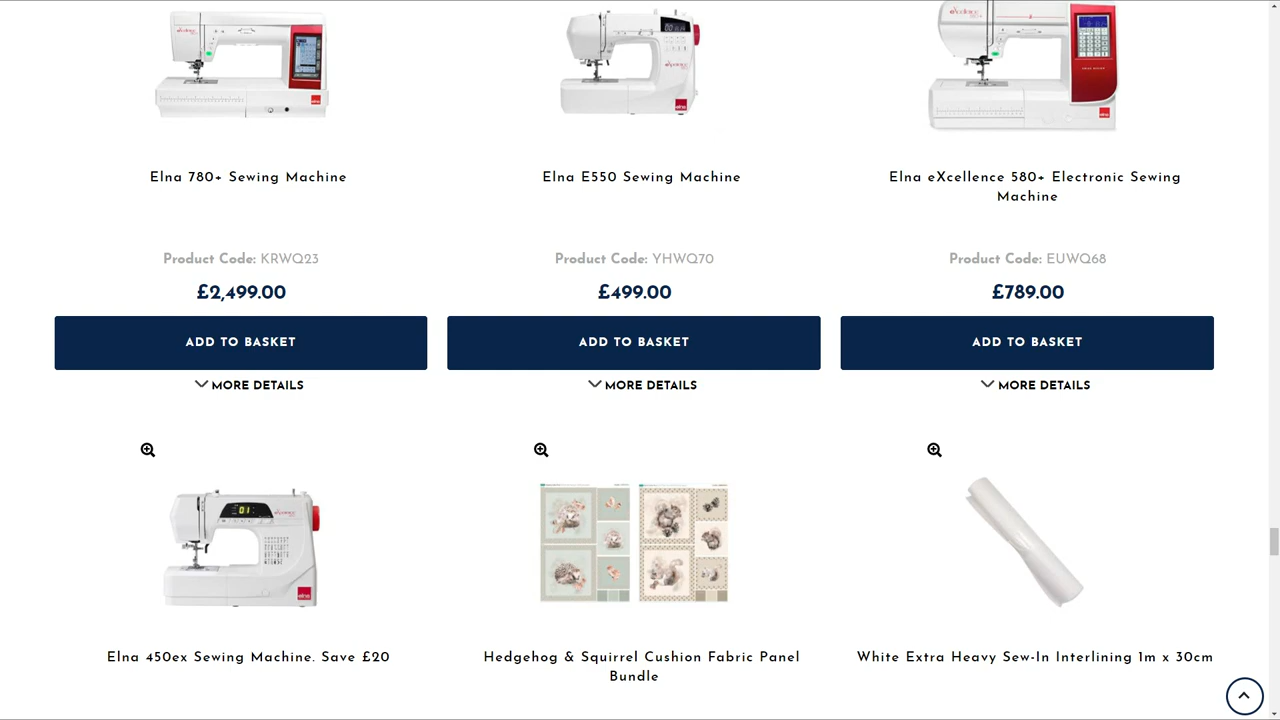 Elna 780+ Sewing Machine
Elna E550 Sewing Machine
Elna eXcellence 580+ Electronic Sewing
Machine
Product Code: KRWQ23
Product Code: YHWQ70
Product Code: EUWQ68
£2,499.00
£499.00
£789.00
ADD TO BASKET
ADD TO BASKET
ADD TO BASKET
MORE DETAILS
MORE DETAILS
MORE DETAILS
Elna 450ex Sewing Machine. Save £20
Hedgehog & Squirrel Cushion Fabric Panel
Bundle
White Extra Heavy Sew-In Interlining 1m x 30cm